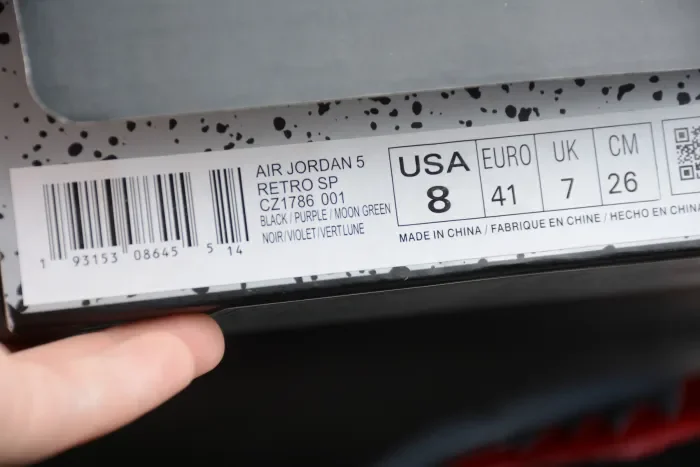 AIR JORDAN 5
RETRO SP
CZ1786 001
BLACK / PURPLE / MOON GREEN
NOIR / VIOLET / VERT LUNE
1 93153 08645 5 14
USA EURO UK CM
8 41 7 26
MADE IN CHINA / FABRIQUE EN CHINE / HECHO EN CHINA